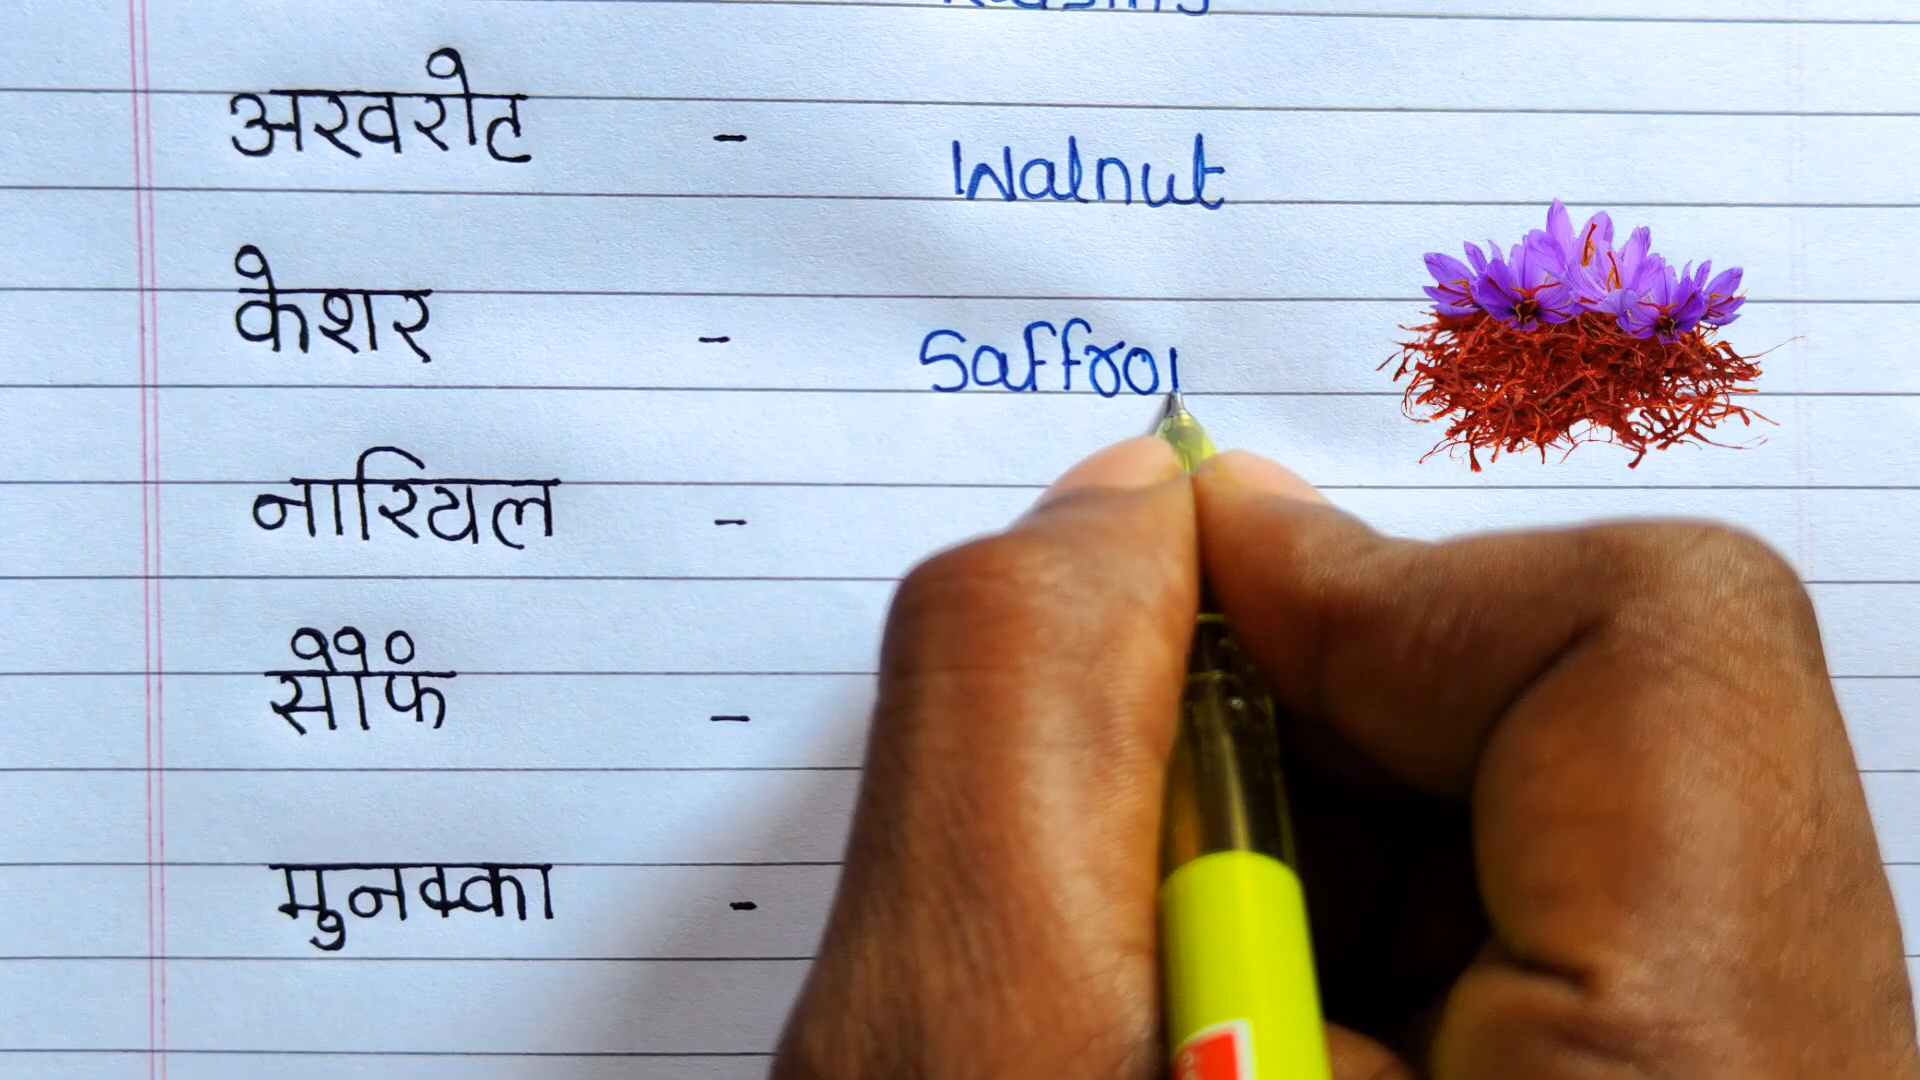 अखरोट - Walnut
केशर - Saffro
नारियल -
सौंफ -
मुनक्का -